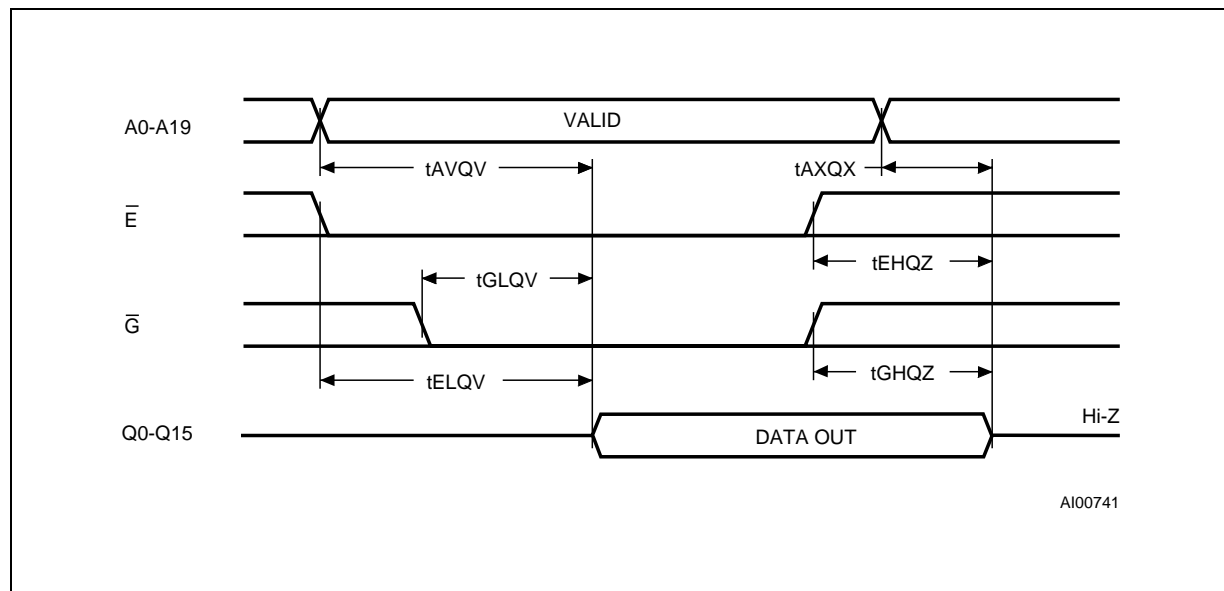 A0-A19
VALID
tAVQV
tAXQX
E̅
tEHQZ
tGLQV
G̅
tELQV
tGHQZ
Q0-Q15
DATA OUT
Hi-Z
AI00741